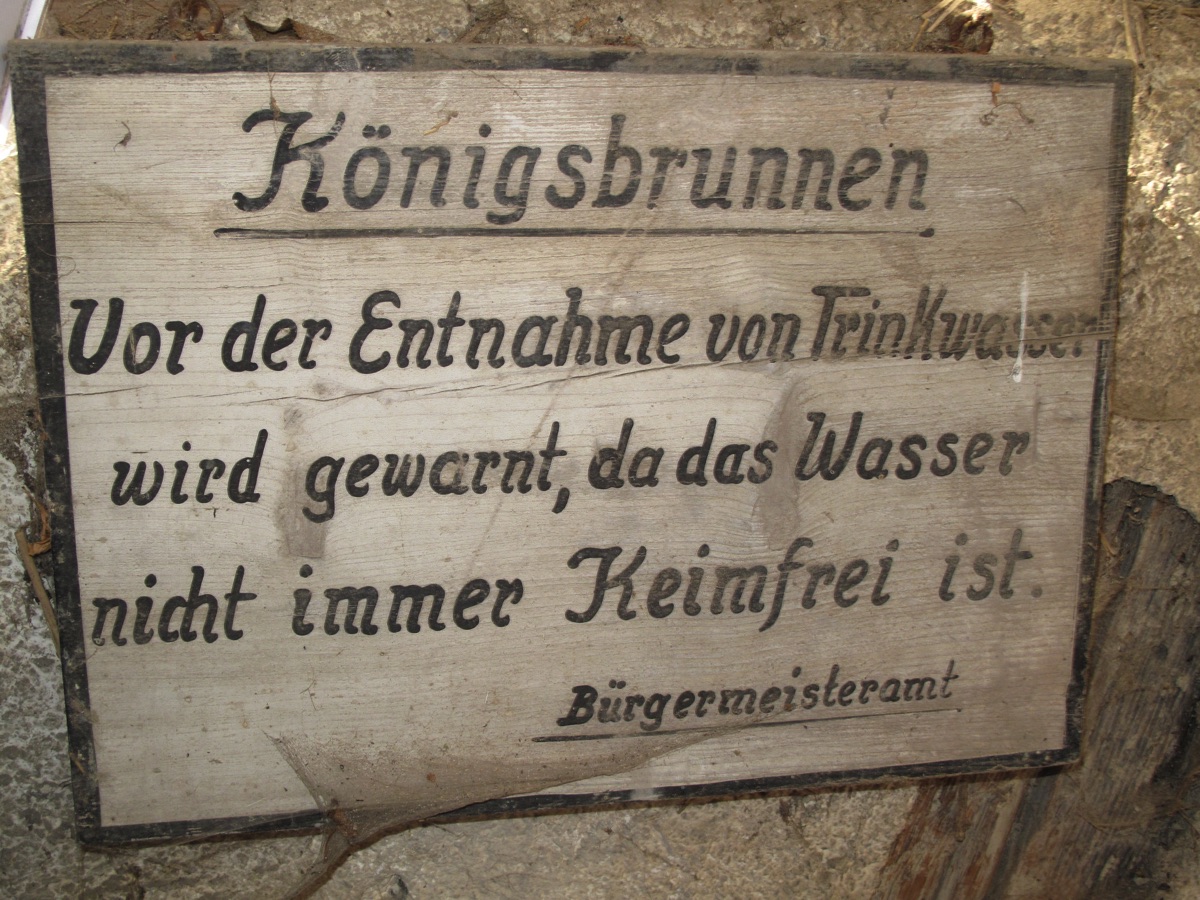 Königsbrunnen
Vor der Entnahme von Trinkwasser
wird gewarnt, da das Wasser
nicht immer Keimfrei ist.
Bürgermeisteramt